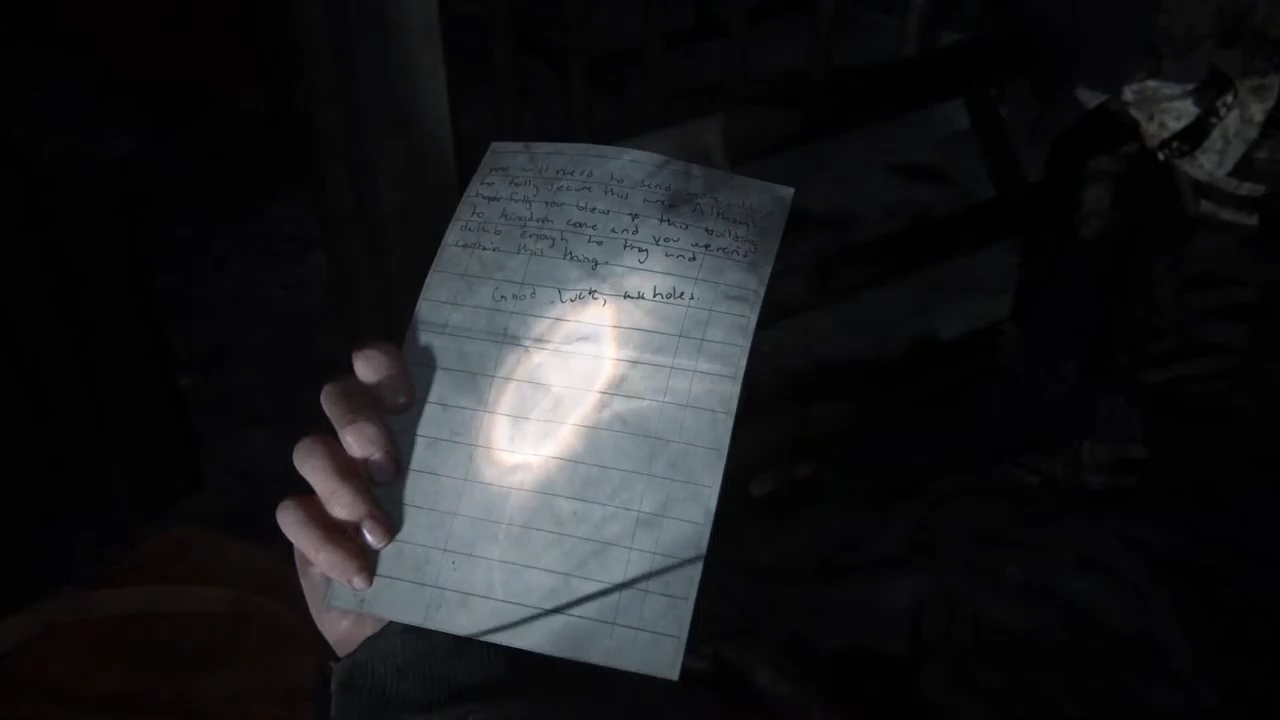 you will need to send
to fully secure this area. Although
hopefully you blew up this building
to kingdom come and you weren't
dumb enough to try and
contain this thing.
Good luck, assholes.